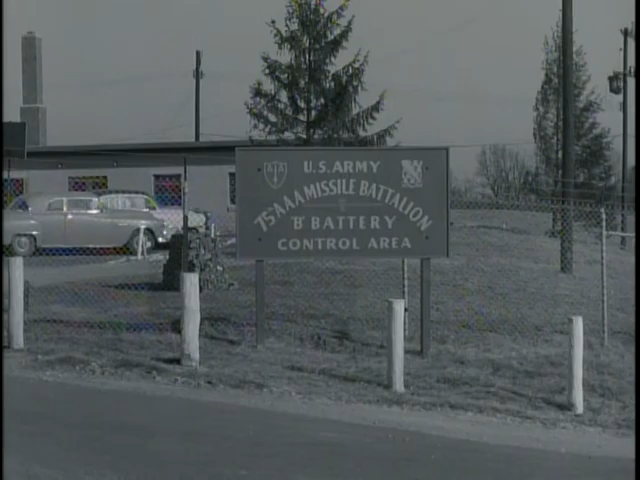 U.S. ARMY
75 AAA MISSILE BATTALION
"B" BATTERY
CONTROL AREA